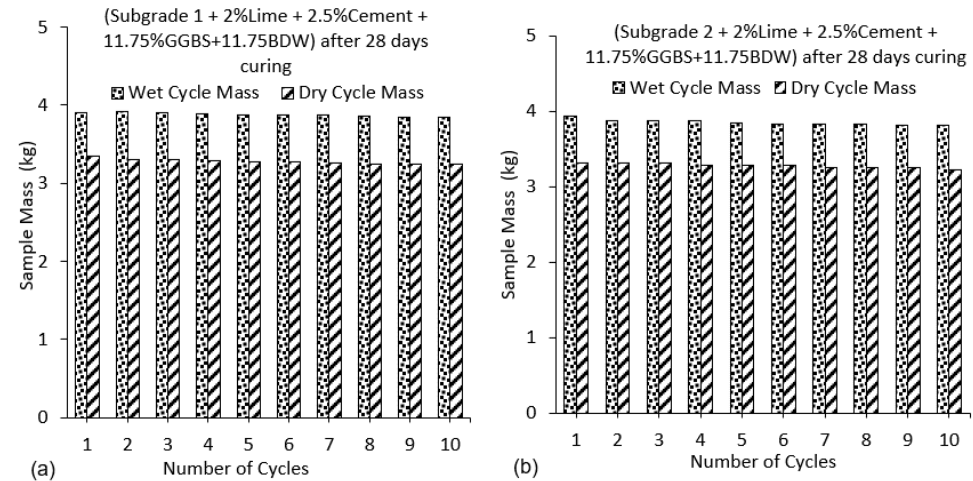 (Subgrade 1 + 2%Lime + 2.5%Cement +
11.75%GGBS+11.75BDW) after 28 days
curing
Wet Cycle Mass Dry Cycle Mass
Sample Mass (kg)
5
4
3
2
1
0
1 2 3 4 5 6 7 8 9 10
Number of Cycles
(a)
(Subgrade 2 + 2%Lime + 2.5%Cement +
11.75%GGBS+11.75BDW) after 28 days curing
Wet Cycle Mass Dry Cycle Mass
Sample Mass (kg)
5
4
3
2
1
0
1 2 3 4 5 6 7 8 9 10
Number of Cycles
(b)